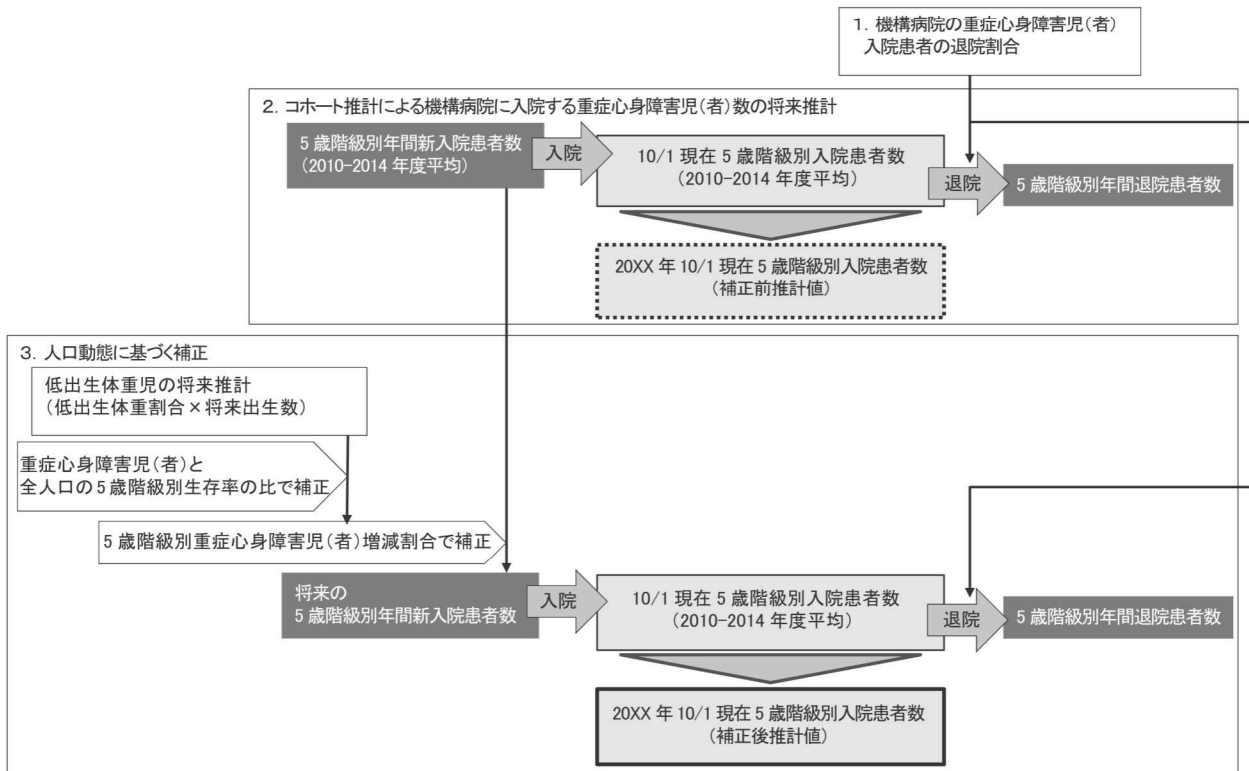 1．機構病院の重症心身障害児（者）
入院患者の退院割合
2．コホート推計による機構病院に入院する重症心身障害児（者）数の将来推計
5 歳階級別年間新入院患者数
（2010-2014 年度平均）
入院
10/1 現在 5 歳階級別入院患者数
（2010-2014 年度平均）
退院
5 歳階級別年間退院患者数
20XX 年 10/1 現在 5 歳階級別入院患者数
（補正前推計値）
3．人口動態に基づく補正
低出生体重児の将来推計
（低出生体重割合×将来出生数）
重症心身障害児（者）と
全人口の 5 歳階級別生存率の比で補正
5 歳階級別重症心身障害児（者）増減割合で補正
将来の
5 歳階級別年間新入院患者数
入院
10/1 現在 5 歳階級別入院患者数
（2010-2014 年度平均）
退院
5 歳階級別年間退院患者数
20XX 年 10/1 現在 5 歳階級別入院患者数
（補正後推計値）